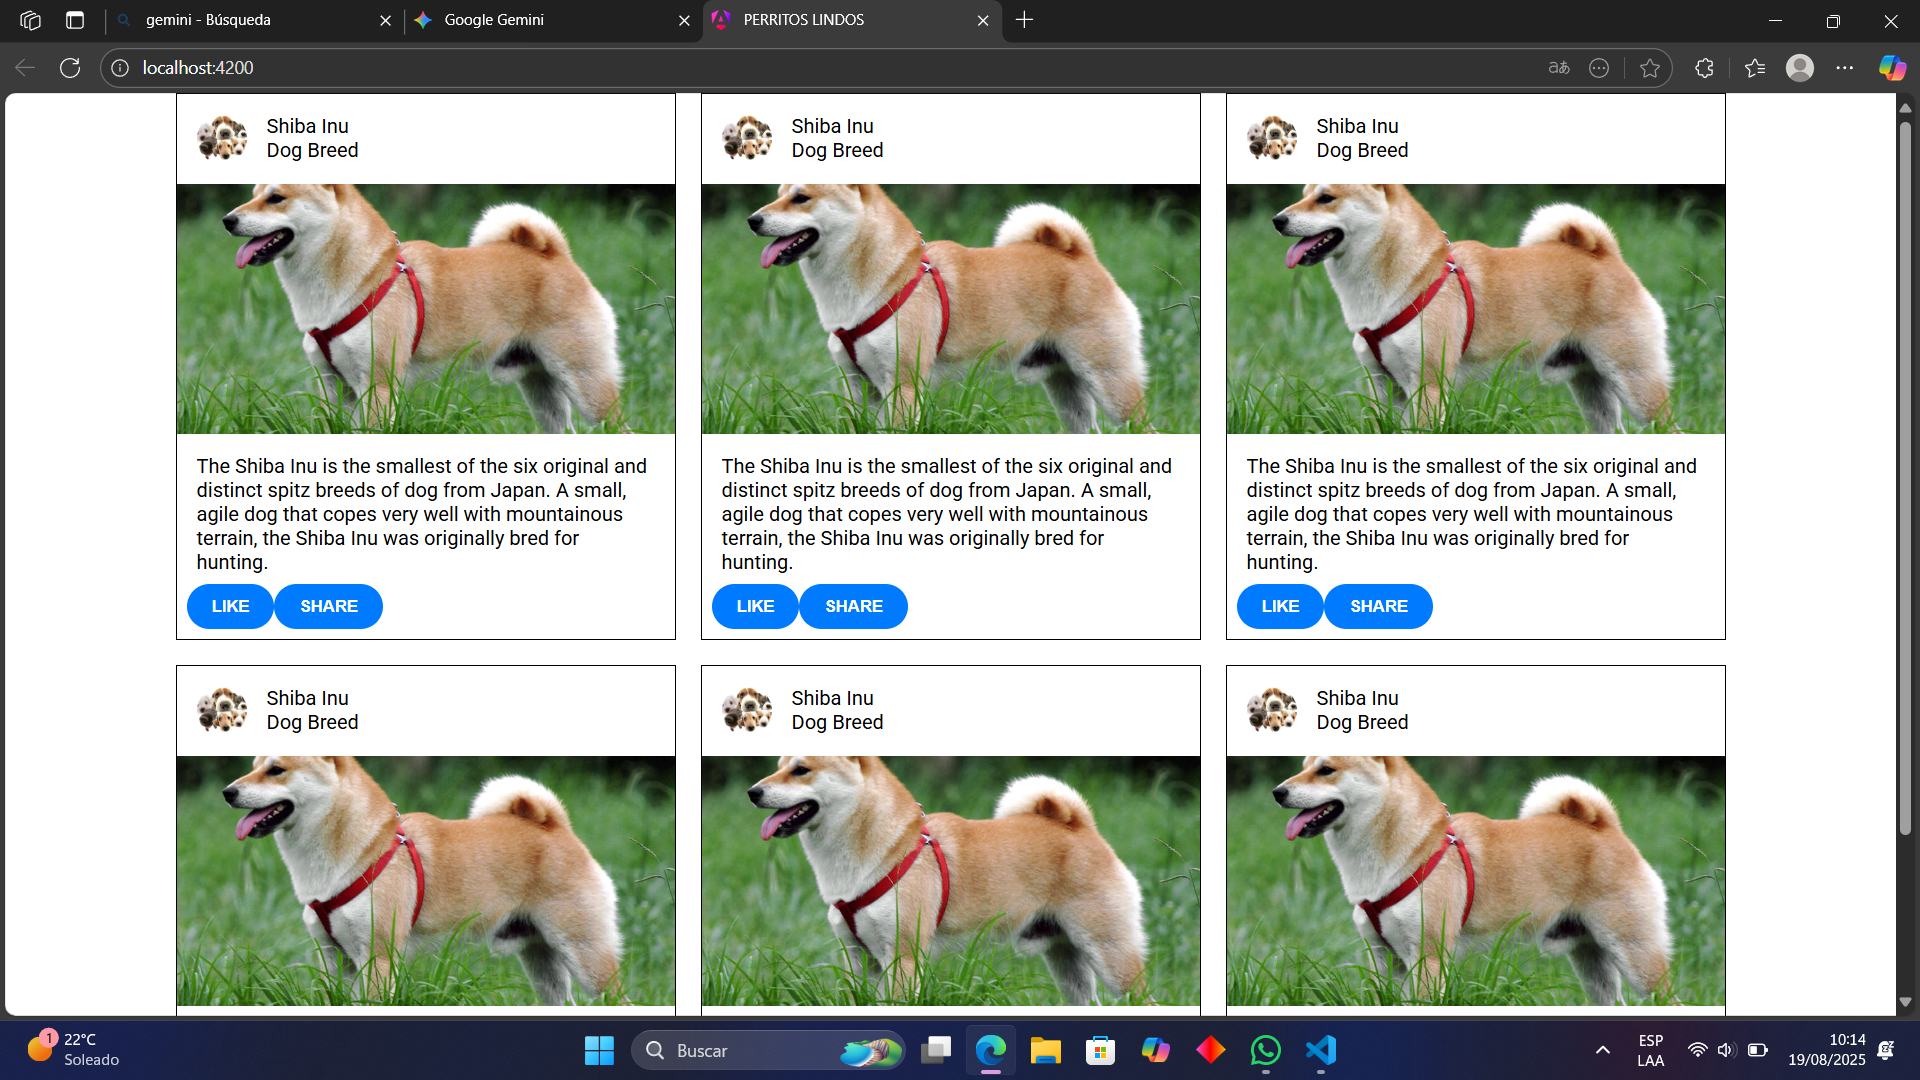 gemini - Búsqueda
Google Gemini
PERRITOS LINDOS
localhost:4200
aあ
Shiba Inu
Dog Breed
The Shiba Inu is the smallest of the six original and
distinct spitz breeds of dog from Japan. A small,
agile dog that copes very well with mountainous
terrain, the Shiba Inu was originally bred for
hunting.
LIKE
SHARE
Shiba Inu
Dog Breed
The Shiba Inu is the smallest of the six original and
distinct spitz breeds of dog from Japan. A small,
agile dog that copes very well with mountainous
terrain, the Shiba Inu was originally bred for
hunting.
LIKE
SHARE
Shiba Inu
Dog Breed
The Shiba Inu is the smallest of the six original and
distinct spitz breeds of dog from Japan. A small,
agile dog that copes very well with mountainous
terrain, the Shiba Inu was originally bred for
hunting.
LIKE
SHARE
Shiba Inu
Dog Breed
Shiba Inu
Dog Breed
Shiba Inu
Dog Breed
1
22°C
Soleado
Buscar
ESP
LAA
10:14
19/08/2025